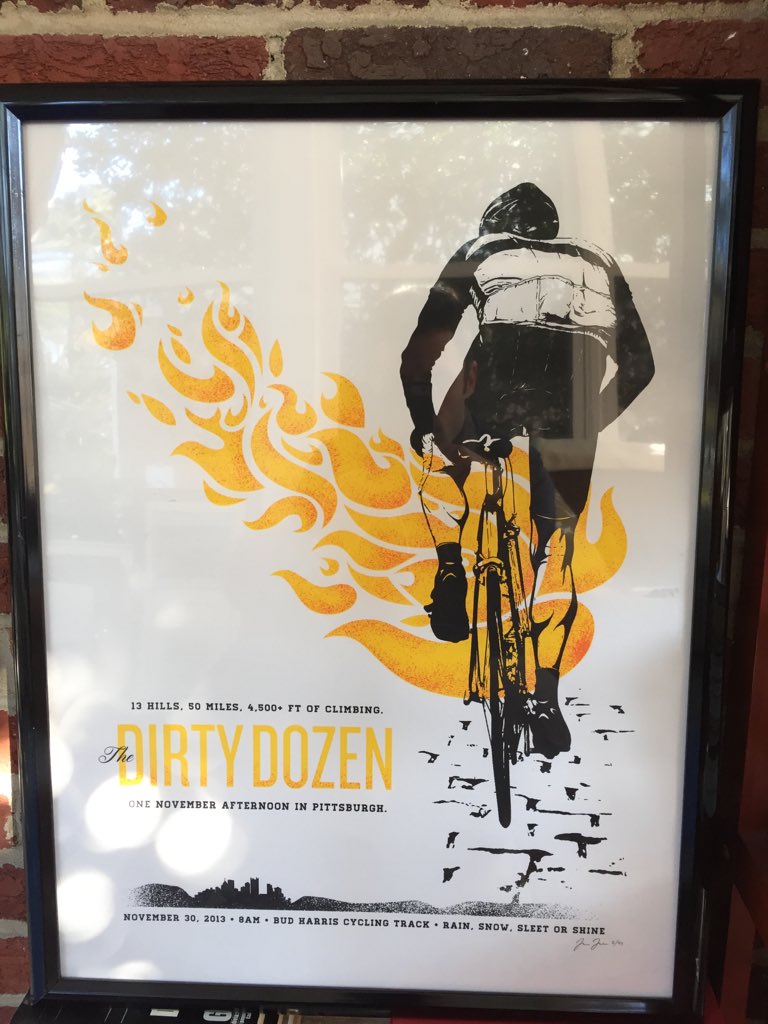 13 HILLS, 50 MILES, 4,500+ FT OF CLIMBING.
The DIRTY DOZEN
ONE NOVEMBER AFTERNOON IN PITTSBURGH.
NOVEMBER 30, 2013 • 8AM • BUD HARRIS CYCLING TRACK • RAIN, SNOW, SLEET OR SHINE